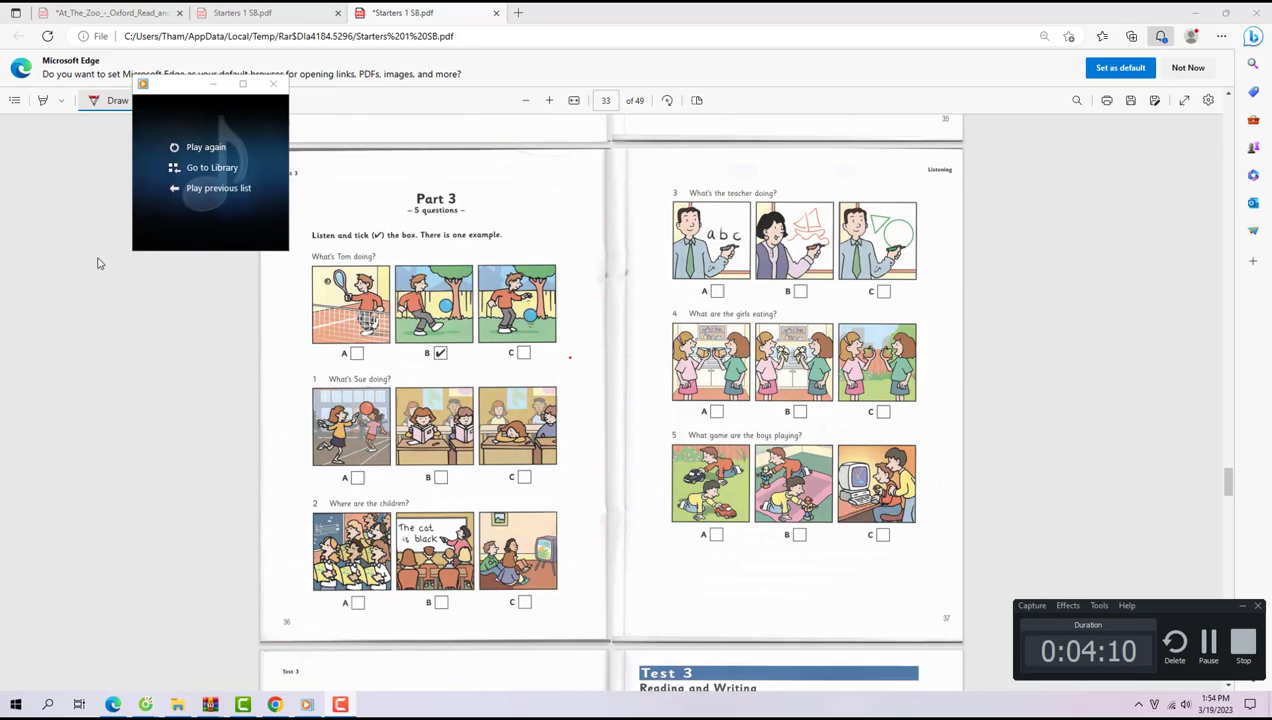 *At_The_Zoo_-_Oxford_Read_and
Starters 1 SB.pdf
*Starters 1 SB.pdf
File
C:/Users/Tham/AppData/Local/Temp/Rar$DIa4184.5296/Starters%201%20SB.pdf
Microsoft Edge
Do you want to set Microsoft Edge as your default browser for opening links, PDFs, images, and more?
Set as default
Not Now
Draw
33 of 49
Play again
Go to Library
Play previous list
35
Part 3
– 5 questions –
Listen and tick (✔) the box. There is one example.
What's Tom doing?
A
B ✔
C
1 What's Sue doing?
A
B
C
2 Where are the children?
The cat
is black
A
B
C
36
Listening
3 What's the teacher doing?
a b c
A
B
C
4 What are the girls eating?
A
B
C
5 What game are the boys playing?
A
B
C
37
Test 3
Test 3
Reading and Writing
Capture
Effects
Tools
Help
Duration
0:04:10
Delete
Pause
Stop
1:54 PM
3/19/2023